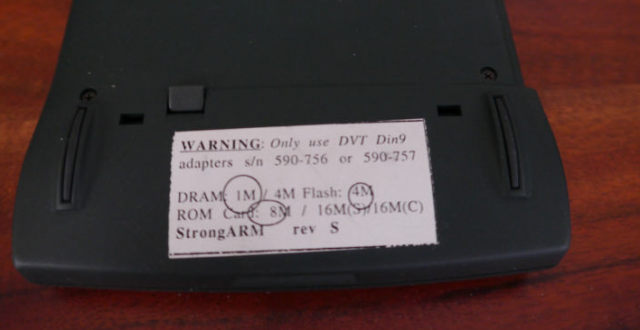 WARNING: Only use DVT Din9
adapters s/n 590-756 or 590-757
DRAM: 1M / 4M Flash: 4M
ROM Card: 8M / 16M(S)/16M(C)
StrongARM rev S